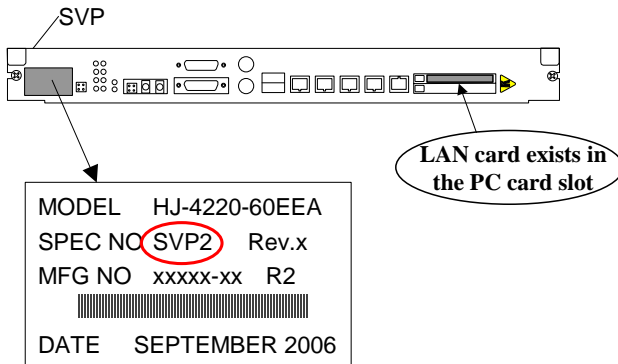 SVP
LAN card exists in
the PC card slot
MODEL HJ-4220-60EEA
SPEC NO SVP2 Rev.x
MFG NO xxxxx-xx R2
DATE SEPTEMBER 2006